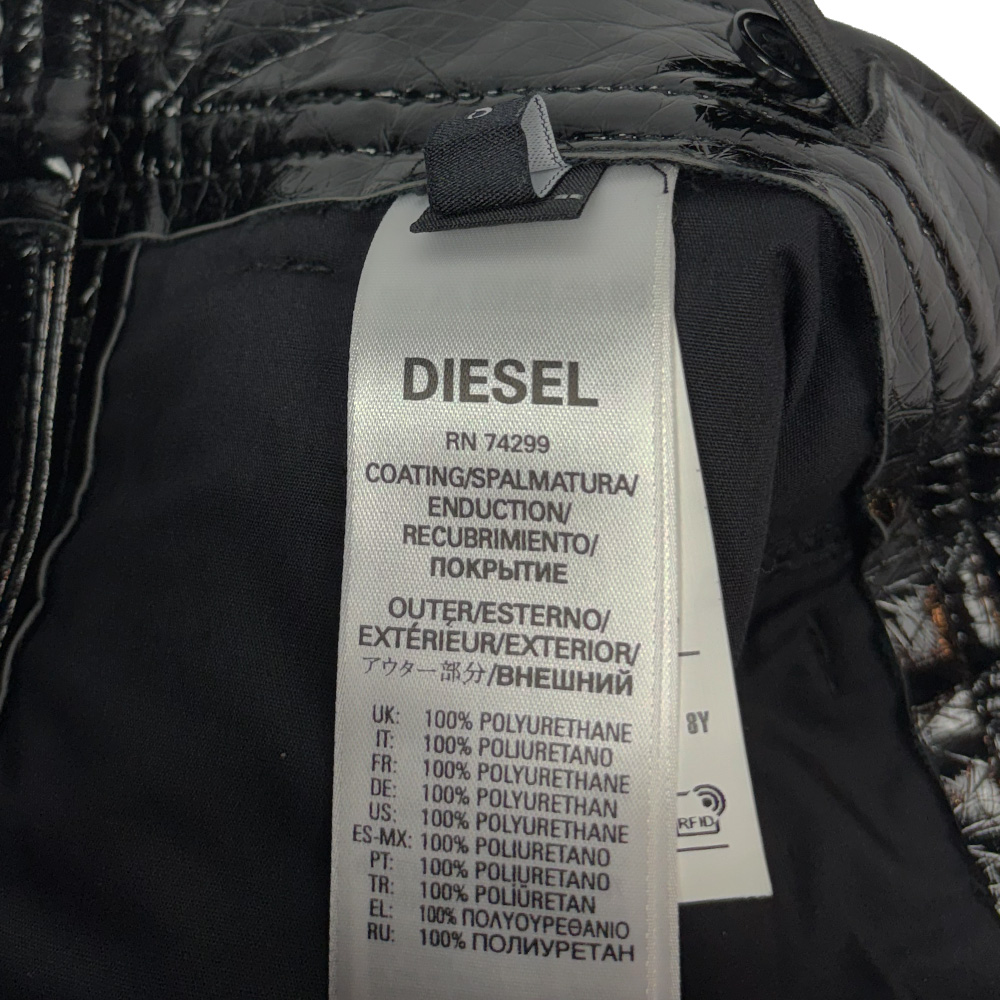 DIESEL
RN 74299
COATING/SPALMATURA/
ENDUCTION/
RECUBRIMIENTO/
ПОКРЫТИЕ
OUTER/ESTERNO/
EXTÉRIEUR/EXTERIOR/
アウター部分/ВНЕШНИЙ
UK: 100% POLYURETHANE
IT: 100% POLIURETANO
FR: 100% POLYURETHANE
DE: 100% POLYURETHAN
US: 100% POLYURETHANE
ES-MX: 100% POLIURETANO
PT: 100% POLIURETANO
TR: 100% POLİÜRETAN
EL: 100% ΠΟΛΥΟΥΡΕΘΑΝΙΟ
RU: 100% ПОЛИУРЕТАН
8Y
RFID